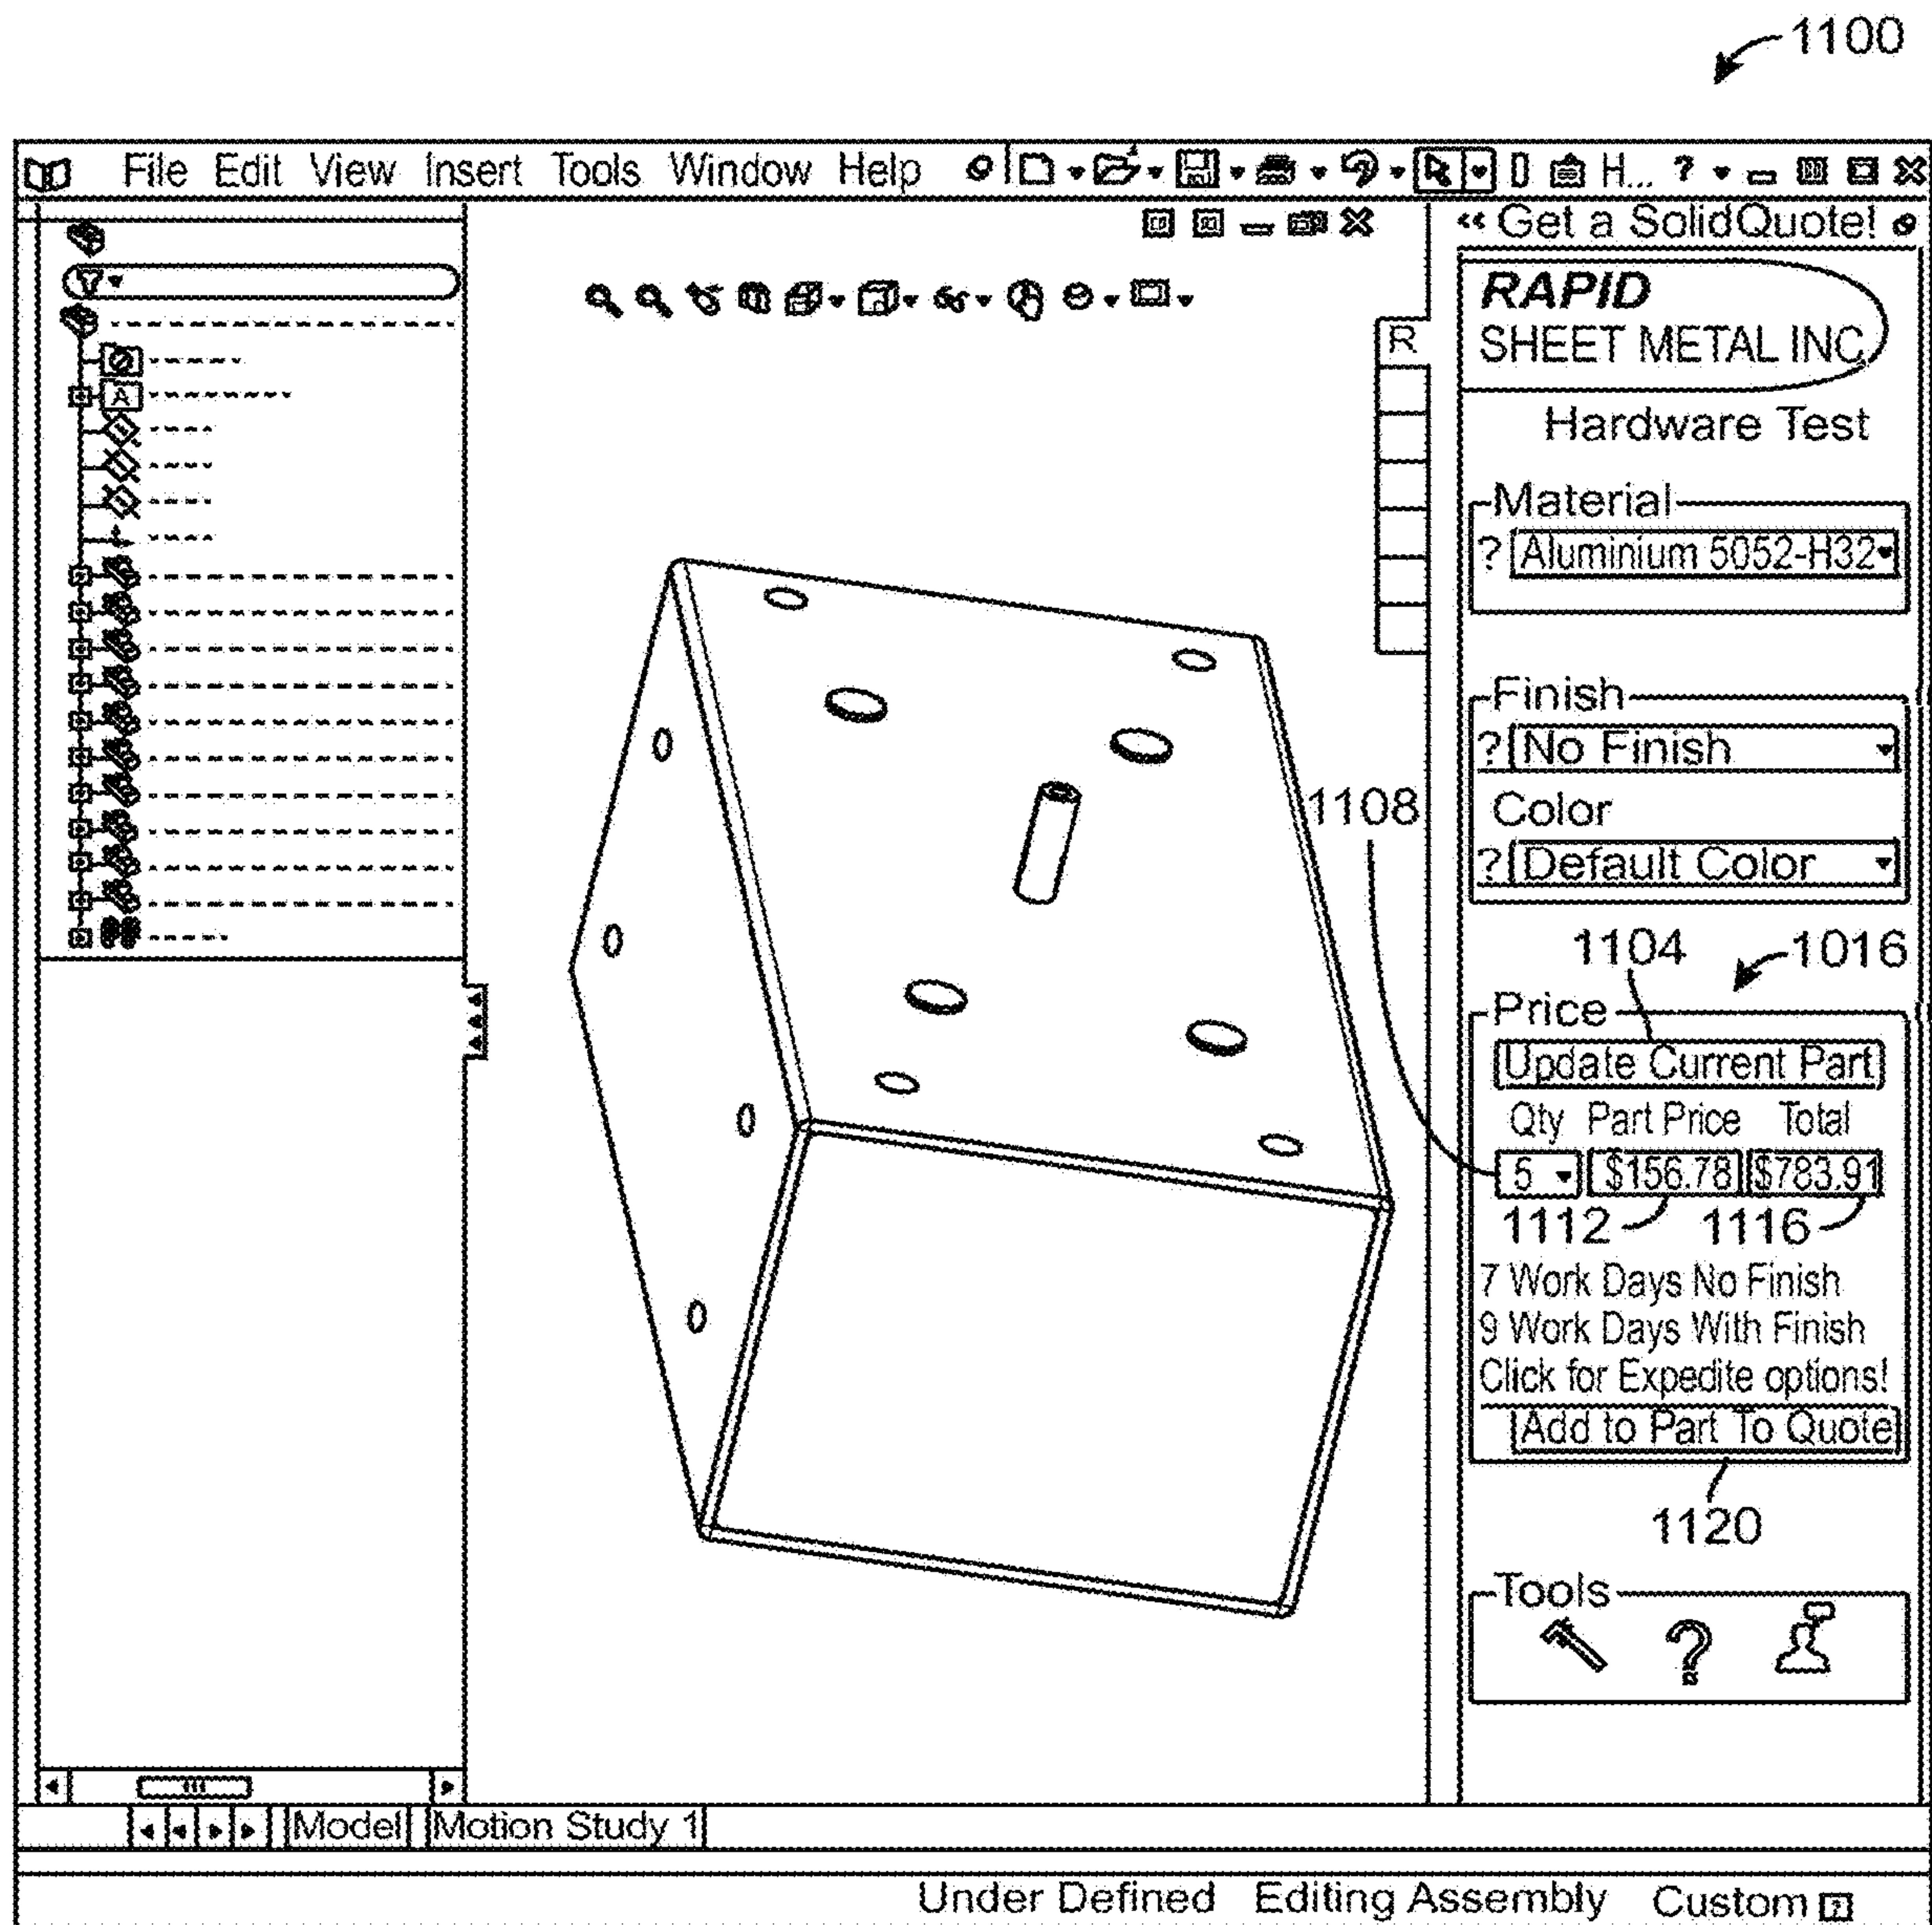 1100
File Edit View Insert Tools Window Help H... ?
<< Get a SolidQuote!
RAPID
SHEET METAL INC
R
Hardware Test
Material
? Aluminium 5052-H32
Finish
? No Finish
1108
Color
? Default Color
1104 1016
Price
Update Current Part
Qty Part Price Total
5 $156.78 $783.91
1112 1116
7 Work Days No Finish
9 Work Days With Finish
Click for Expedite options!
Add to Part To Quote
1120
Tools
?
Model Motion Study 1
Under Defined Editing Assembly Custom
A